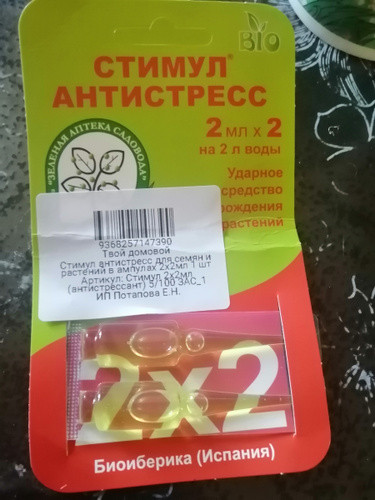 BIO
СТИМУЛ®
АНТИСТРЕСС
2 мл х 2
на 2 л воды
"ЗЕЛЕНАЯ АПТЕКА САДОВОДА"
Ударное
средство
рождения
растений
9368257147390
Твой домовой
Стимул антистресс для семян и
растений в ампулах 2х2мл 1 шт
Артикул: Стимул 2х2мл
(антистрессант) 5/100 ЗАС_1
ИП Потапова Е.Н.
2х2
Биоиберика (Испания)